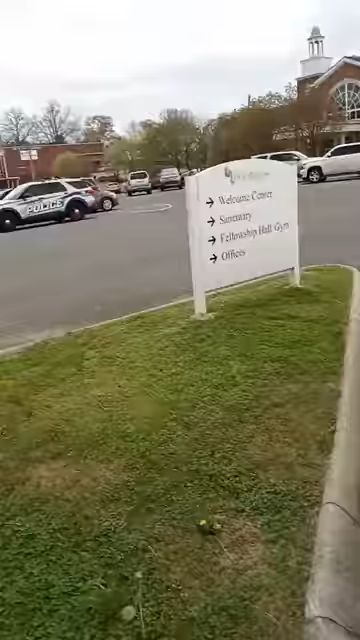 POLICE
→ Welcome Center
→ Sanctuary
→ Fellowship Hall Gym
→ Offices